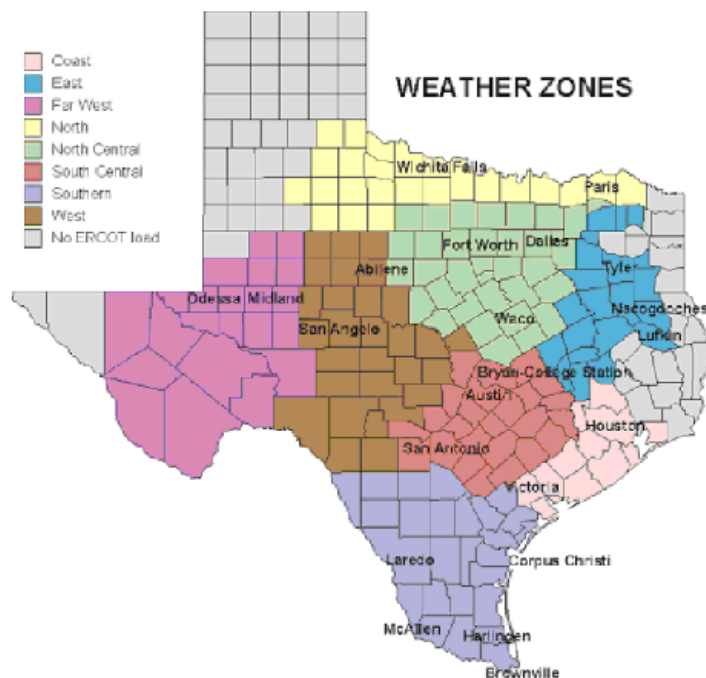 WEATHER ZONES
Coast
East
Far West
North
North Central
South Central
Southern
West
No ERCOT load
Wichita Falls
Paris
Fort Worth
Dallas
Abilene
Tyler
Odessa
Midland
Nacogdoches
San Angelo
Waco
Lufkin
Bryan-College Station
Austin
Houston
San Antonio
Victoria
Laredo
Corpus Christi
McAllen
Harlingen
Brownville